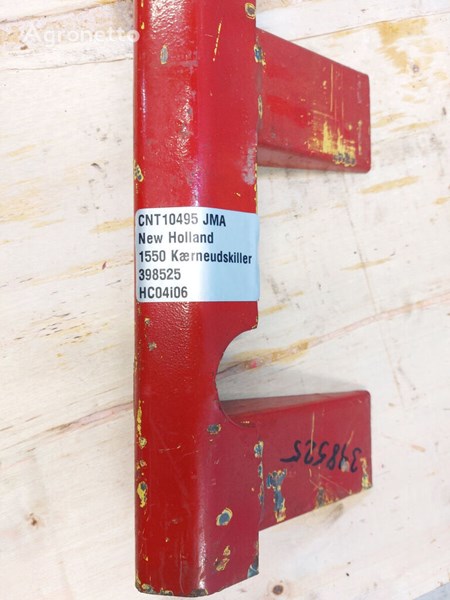 Agronetto
CNT10495 JMA
New Holland
1550 Kærneudskiller
398525
HC04i06
398525